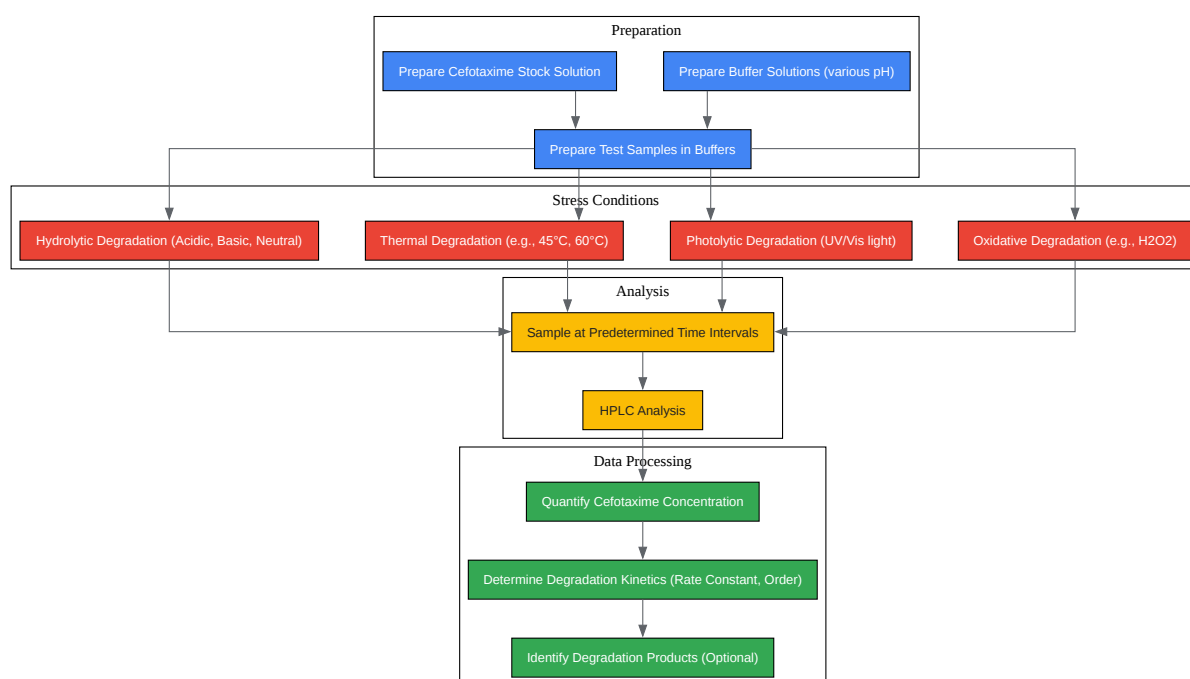 Preparation
Prepare Cefotaxime Stock Solution
Prepare Buffer Solutions (various pH)
Prepare Test Samples in Buffers
Stress Conditions
Hydrolytic Degradation (Acidic, Basic, Neutral)
Thermal Degradation (e.g., 45°C, 60°C)
Photolytic Degradation (UV/Vis light)
Oxidative Degradation (e.g., H2O2)
Analysis
Sample at Predetermined Time Intervals
HPLC Analysis
Data Processing
Quantify Cefotaxime Concentration
Determine Degradation Kinetics (Rate Constant, Order)
Identify Degradation Products (Optional)